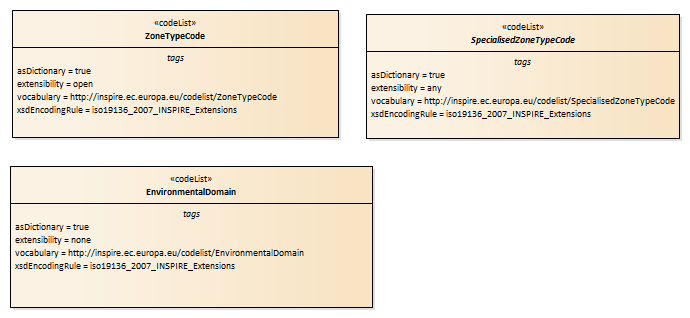 «codeList»
ZoneTypeCode
tags
asDictionary = true
extensibility = open
vocabulary = http://inspire.ec.europa.eu/codelist/ZoneTypeCode
xsdEncodingRule = iso19136_2007_INSPIRE_Extensions
«codeList»
SpecialisedZoneTypeCode
tags
asDictionary = true
extensibility = any
vocabulary = http://inspire.ec.europa.eu/codelist/SpecialisedZoneTypeCode
xsdEncodingRule = iso19136_2007_INSPIRE_Extensions
«codeList»
EnvironmentalDomain
tags
asDictionary = true
extensibility = none
vocabulary = http://inspire.ec.europa.eu/codelist/EnvironmentalDomain
xsdEncodingRule = iso19136_2007_INSPIRE_Extensions